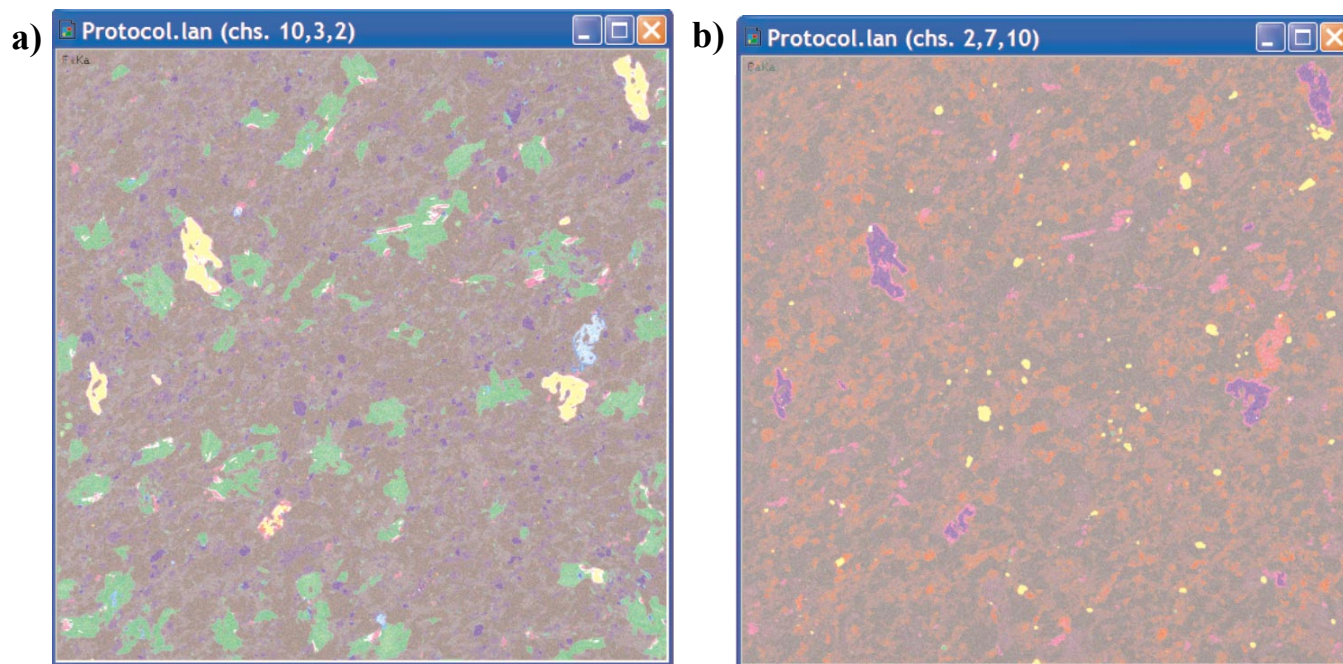 a)
Protocol.lan (chs. 10,3,2)
b)
Protocol.lan (chs. 2,7,10)